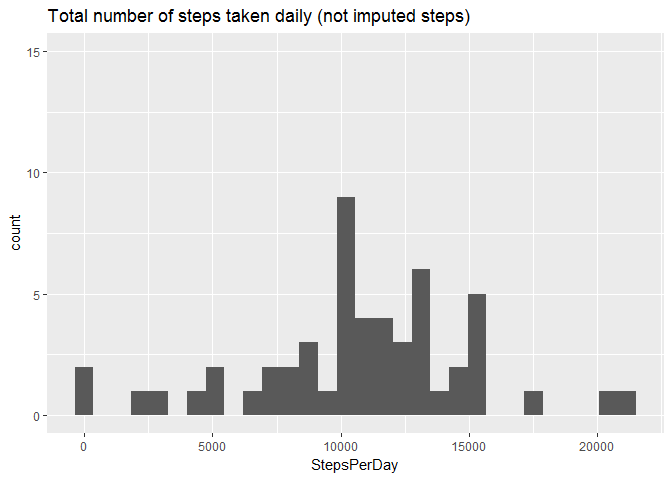 Total number of steps taken daily (not imputed steps)
15
10
5
0
count
0 5000 10000 15000 20000
StepsPerDay